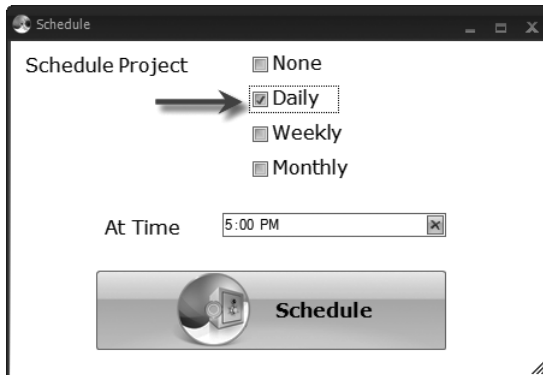 Schedule
Schedule Project
None
Daily
Weekly
Monthly
At Time
5:00 PM
Schedule